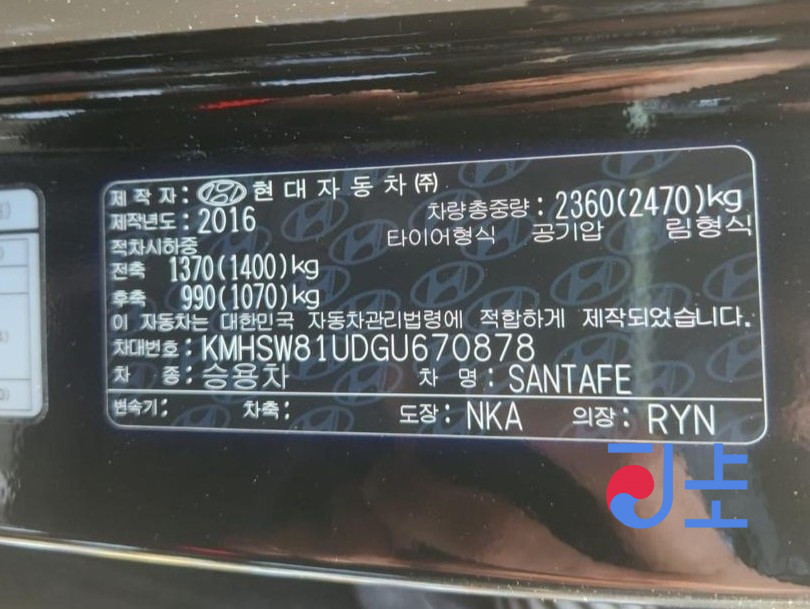 제작자: 현대자동차(주)
제작년도: 2016 차량총중량: 2360(2470)kg
적차시하중 타이어형식 공기압 림형식
전축 1370(1400)kg
후축 990(1070)kg
이 자동차는 대한민국 자동차관리법령에 적합하게 제작되었습니다.
차대번호: KMHSW81UDGU670878
차 종: 승용차 차 명: SANTAFE
변속기: 차축: 도장: NKA 의장: RYN